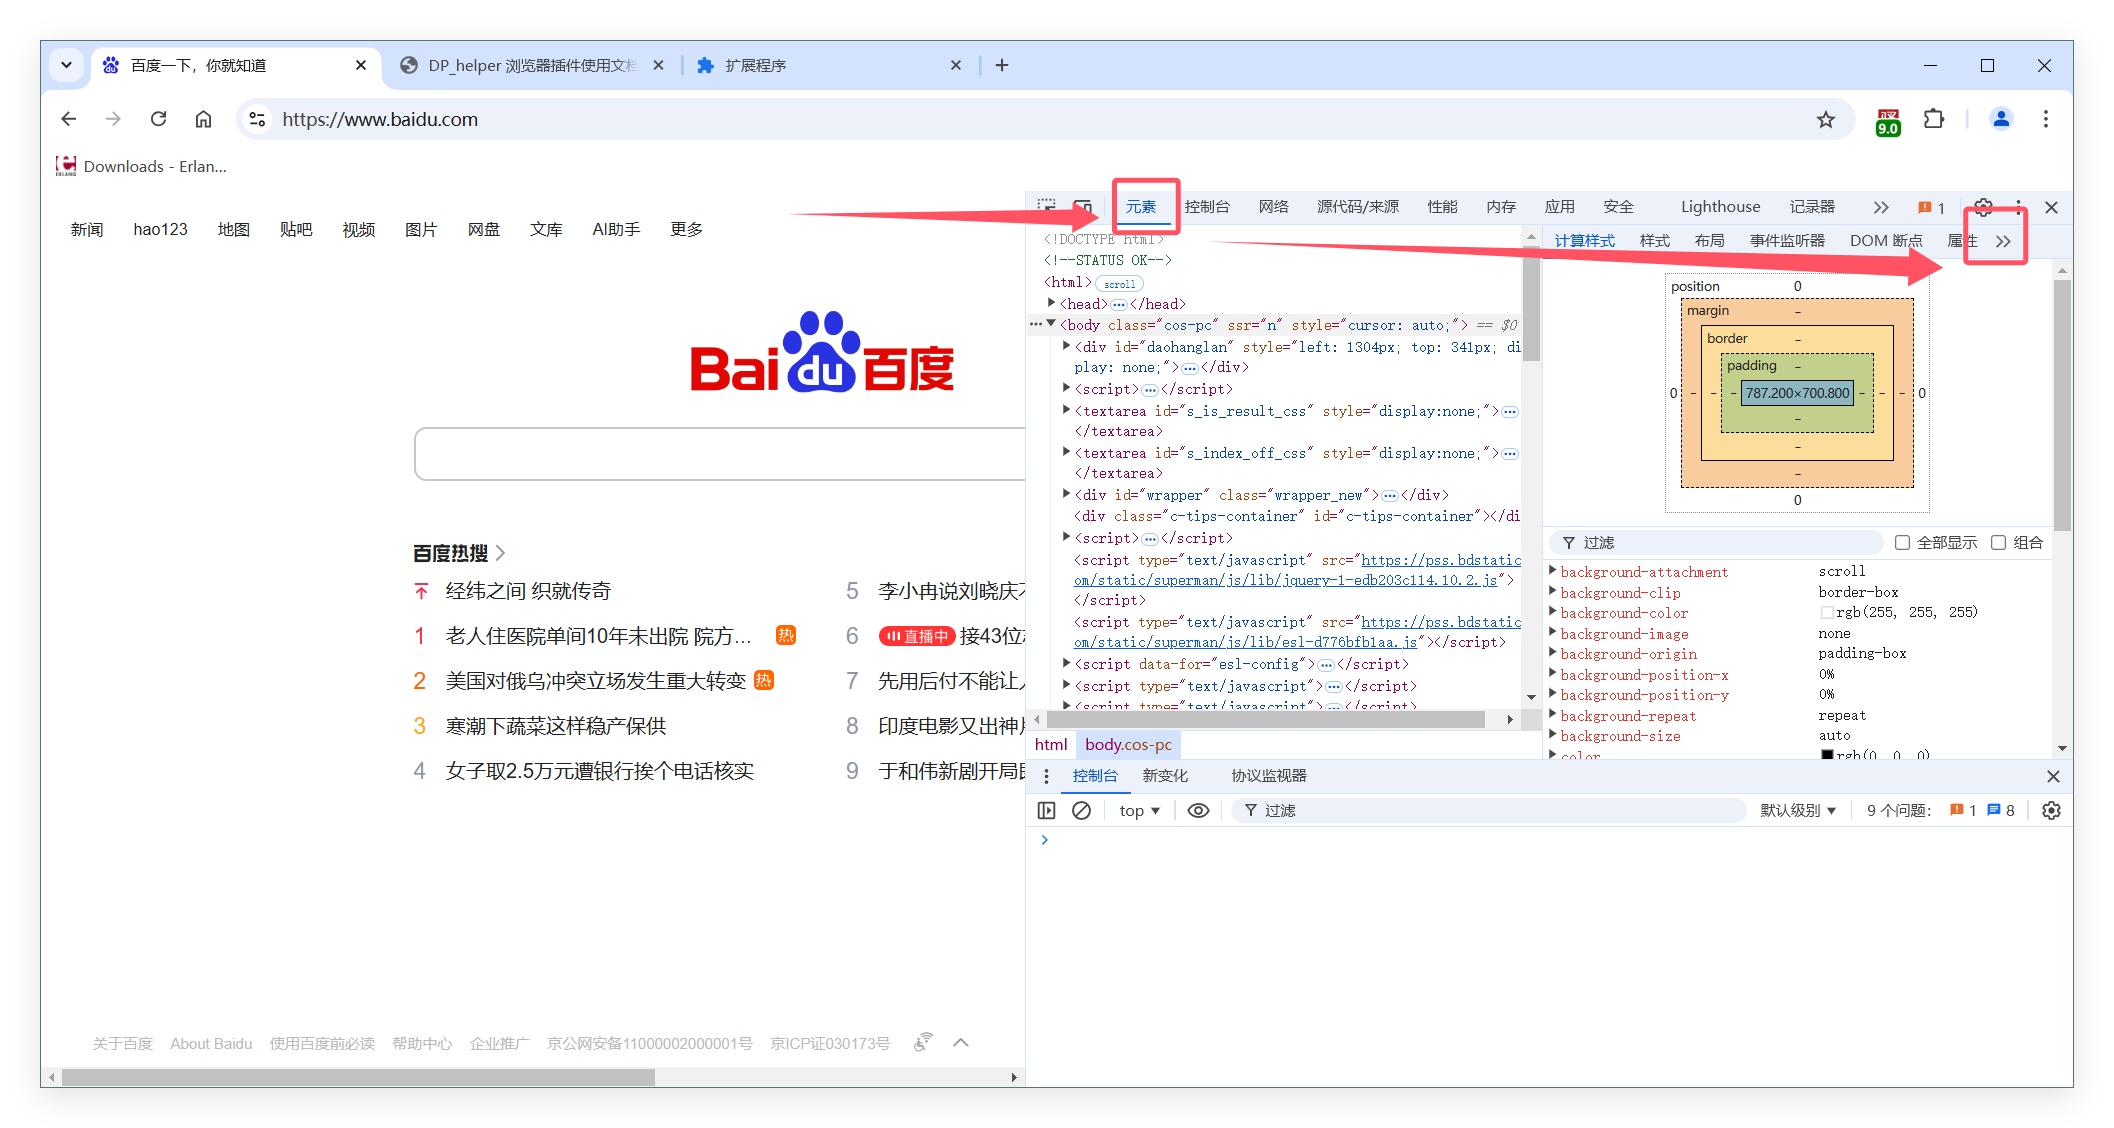 百度一下，你就知道
DP_helper 浏览器插件使用文档
扩展程序
https://www.baidu.com
9.0
Downloads - Erlan...
新闻 hao123 地图 贴吧 视频 图片 网盘 文库 AI助手 更多
Bai du 百度
百度热搜
经纬之间 织就传奇
1 老人住医院单间10年未出院 院方... 热
2 美国对俄乌冲突立场发生重大转变 热
3 寒潮下蔬菜这样稳产保供
4 女子取2.5万元遭银行挨个电话核实
5 李小冉说刘晓庆
6 直播中 接43位
7 先用后付不能让
8 印度电影又出神
9 于和伟新剧开局
关于百度 About Baidu 使用百度前必读 帮助中心 企业推广 京公网安备11000002000001号 京ICP证030173号
元素 控制台 网络 源代码/来源 性能 内存 应用 安全 Lighthouse 记录器 1
<!DOCTYPE html>
<!--STATUS OK-->
<html> scroll
<head>…</head>
<body class="cos-pc" ssr="n" style="cursor: auto;"> == $0
<div id="daohanglan" style="left: 1304px; top: 341px; di
play: none;">…</div>
<script>…</script>
<textarea id="s_is_result_css" style="display:none;">…
</textarea>
<textarea id="s_index_off_css" style="display:none;">…
</textarea>
<div id="wrapper" class="wrapper_new">…</div>
<div class="c-tips-container" id="c-tips-container"></di
<script>…</script>
<script type="text/javascript" src="https://pss.bdstatic
om/static/superman/js/lib/jquery-1-edb203c114.10.2.js">
</script>
<script type="text/javascript" src="https://pss.bdstatic
om/static/superman/js/lib/esl-d776bfb1aa.js"></script>
<script data-for="esl-config">…</script>
<script type="text/javascript">…</script>
<script type="text/javascript">…</script>
html body.cos-pc
计算样式 样式 布局 事件监听器 DOM 断点 属性
position 0
margin -
border -
padding -
0 - - - 787.200×700.800 - - - 0
-
-
-
0
过滤 全部显示 组合
background-attachment scroll
background-clip border-box
background-color rgb(255, 255, 255)
background-image none
background-origin padding-box
background-position-x 0%
background-position-y 0%
background-repeat repeat
background-size auto
color rgb(0, 0, 0)
控制台 新变化 协议监视器
top 过滤 默认级别 9 个问题: 1 8